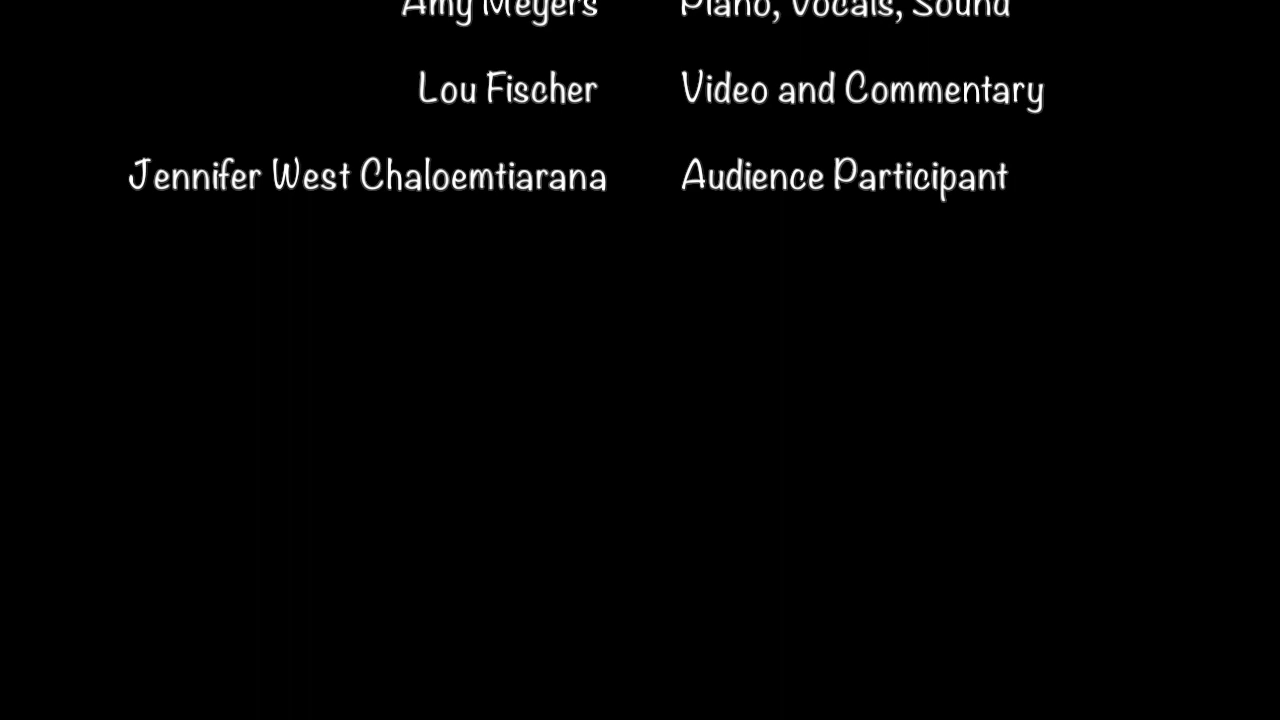 Amy Meyers Piano, Vocals, Sound
Lou Fischer Video and Commentary
Jennifer West Chaloemtiarana Audience Participant